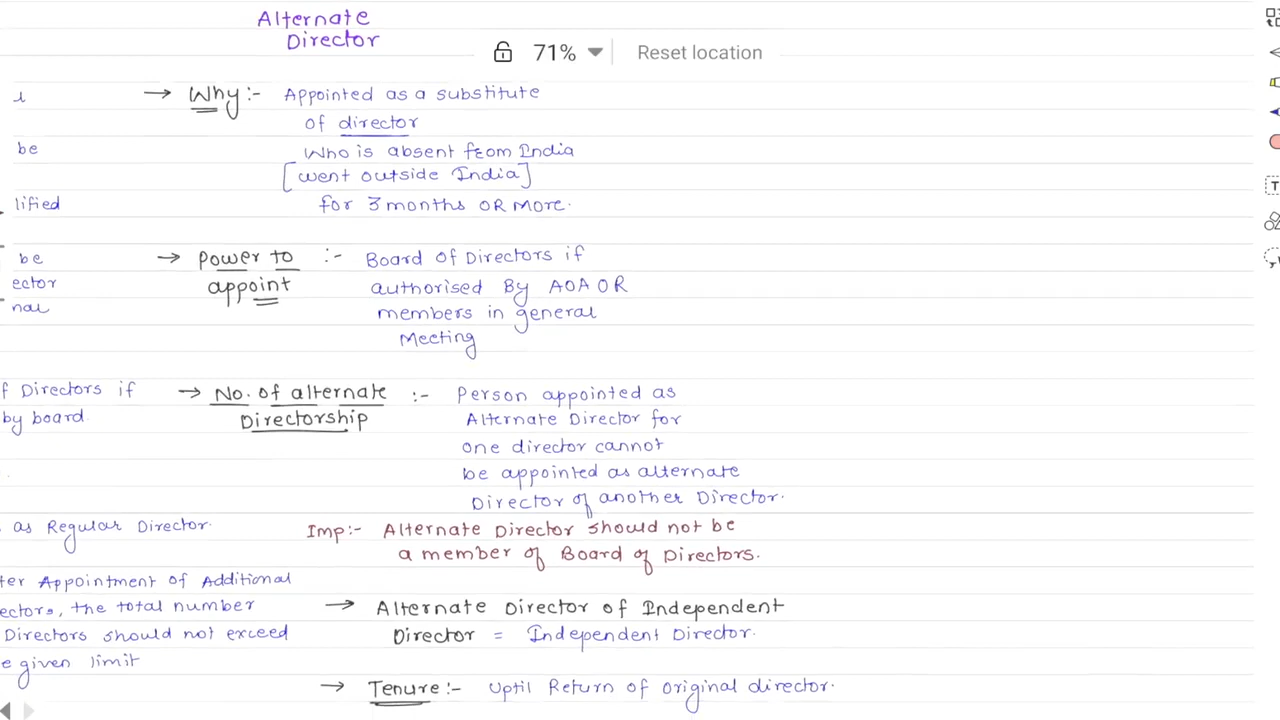 Alternate
Director
71%
Reset location
→ Why :- Appointed as a substitute
of director
Who is absent from India
[went outside India]
for 3 months OR More.
→ Power to appoint :- Board of Directors if
authorised By AOA OR
members in general
Meeting
→ No. of alternate Directorship :- Person appointed as
Alternate Director for
one director cannot
be appointed as alternate
Director of another Director.
Imp:- Alternate Director should not be
a member of Board of Directors.
→ Alternate Director of Independent
Director = Independent Director.
→ Tenure :- Uptil Return of original director.
be
lified
be
ector
nal
f Directors if
by board
as Regular Director.
ter Appointment of Additional
ectors, the total number
Directors should not exceed
e given limit